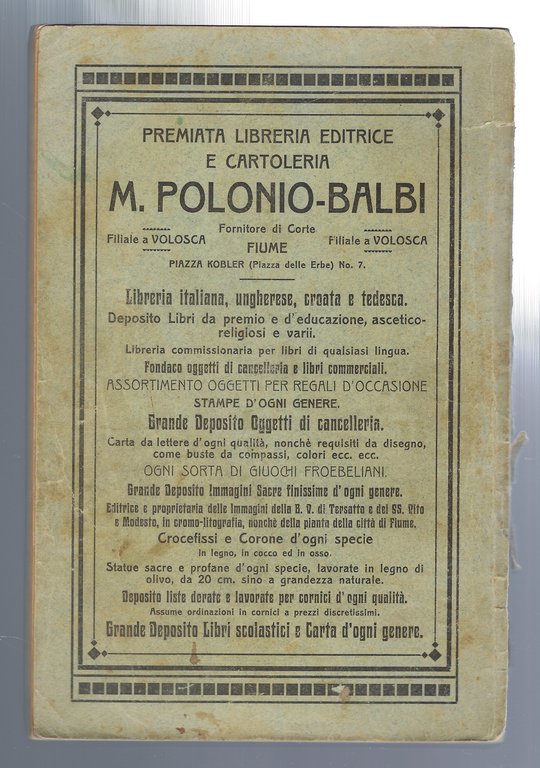 PREMIATA LIBRERIA EDITRICE
E CARTOLERIA
M. POLONIO-BALBI
Fornitore di Corte
Filiale a VOLOSCA
FIUME
Filiale a VOLOSCA
PIAZZA KOBLER (Piazza delle Erbe) No. 7.
Libreria italiana, ungherese, croata e tedesca.
Deposito Libri da premio e d'educazione, ascetico-
religiosi e varii.
Libreria commissionaria per libri di qualsiasi lingua.
Fondaco oggetti di cancelleria e libri commerciali.
ASSORTIMENTO OGGETTI PER REGALI D'OCCASIONE
STAMPE D'OGNI GENERE.
Grande Deposito Oggetti di cancelleria.
Carta da lettere d'ogni qualità, nonchè requisiti da disegno,
come buste da compassi, colori ecc. ecc.
OGNI SORTA DI GIUOCHI FROEBELIANI.
Grande Deposito Immagini Sacre finissime d'ogni genere.
Editrice e proprietaria delle Immagini della B. V. di Tersatto e dei SS. Vito
e Modesto, in cromo-litografia, nonchè della pianta della città di Fiume.
Crocefissi e Corone d'ogni specie
in legno, in cocco ed in osso.
Statue sacre e profane d'ogni specie, lavorate in legno di
olivo, da 20 cm. sino a grandezza naturale.
Deposito liste dorate e lavorate per cornici d'ogni qualità.
Assume ordinazioni in cornici a prezzi discretissimi.
Grande Deposito Libri scolastici e Carta d'ogni genere.